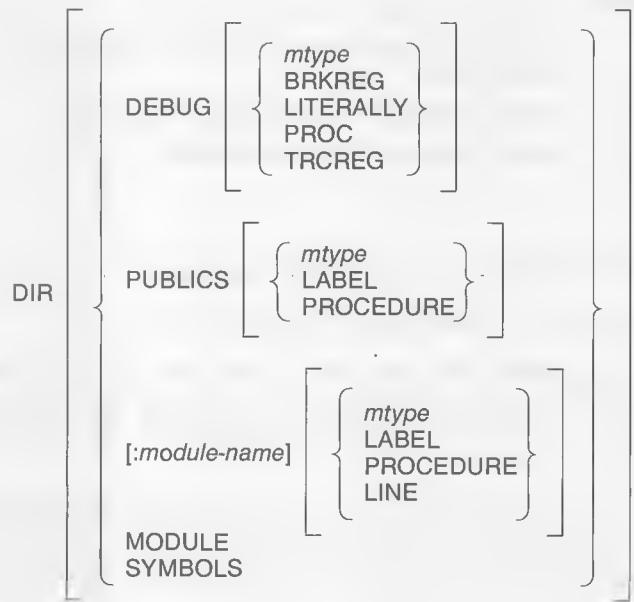 mtype
BRKREG
DEBUG LITERALLY
PROC
TRCREG
mtype
PUBLICS LABEL
PROCEDURE
DIR
mtype
LABEL
[:module-name] PROCEDURE
LINE
MODULE
SYMBOLS